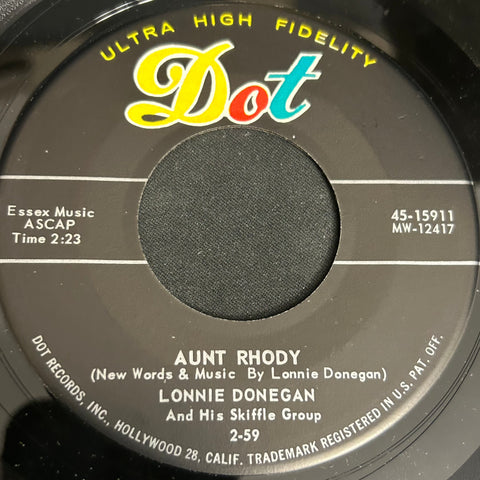 ULTRA HIGH FIDELITY
Dot
Essex Music
ASCAP
Time 2:23
45-15911
MW-12417
AUNT RHODY
(New Words & Music By Lonnie Donegan)
LONNIE DONEGAN
And His Skiffle Group
2-59
DOT RECORDS, INC., HOLLYWOOD 28, CALIF. TRADEMARK REGISTERED IN U.S. PAT. OFF.